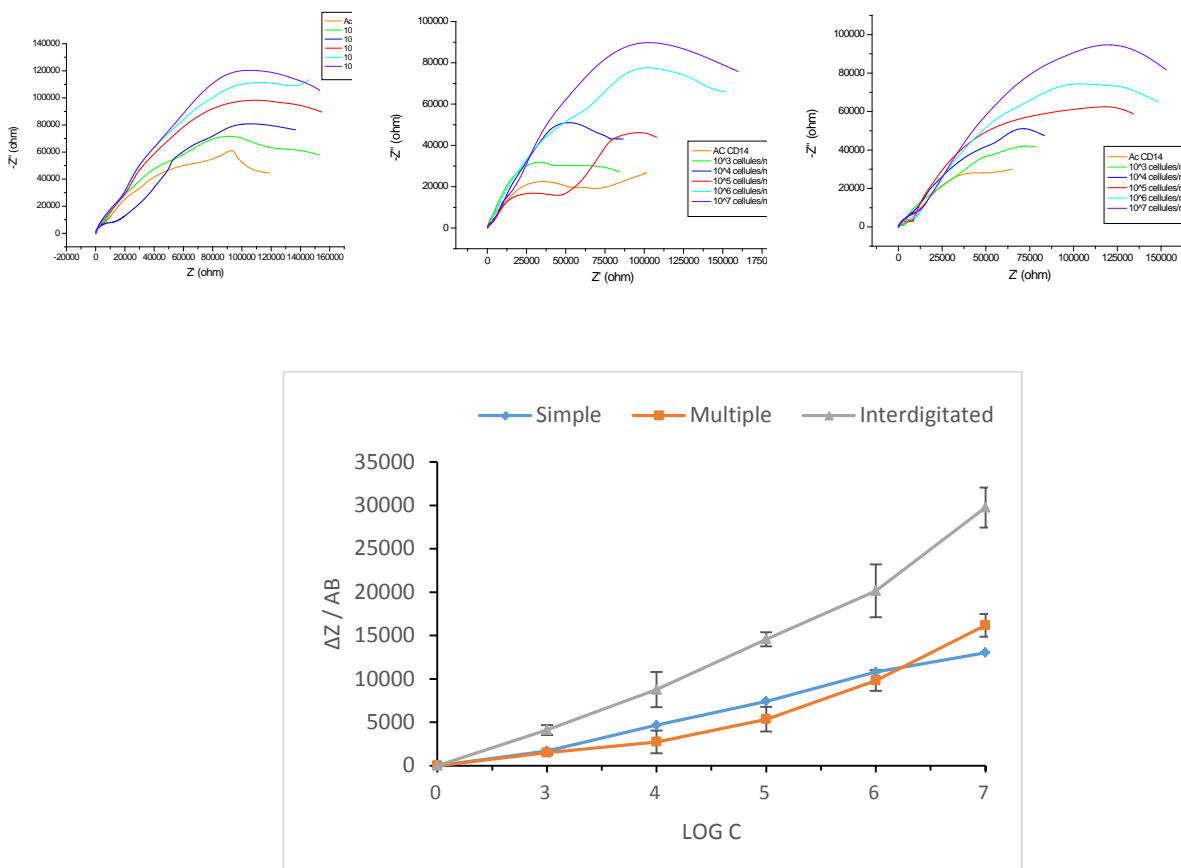 140000
120000
100000
80000
60000
40000
20000
0
-Z'' (ohm)
-20000 0 20000 40000 60000 80000 100000 120000 140000 160000
Z' (ohm)
Ac
10
10
10
10
10
100000
80000
60000
40000
20000
0
-Z'' (ohm)
0 25000 50000 75000 100000 125000 1750
Z' (ohm)
AC CD14
10^3 cellules/
10^4 cellules/
10^5 cellules/
10^6 cellules/
10^7 cellules/
100000
80000
60000
40000
20000
0
-Z'' (ohm)
0 25000 50000 75000 100000 125000 150000
Z' (ohm)
Ac CD14
10^3 cellules/
10^4 cellules/
10^5 cellules/
10^6 cellules/
10^7 cellules/
Simple Multiple Interdigitated
35000
30000
25000
20000
15000
10000
5000
0
ΔZ / AB
0 3 4 5 6 7
LOG C